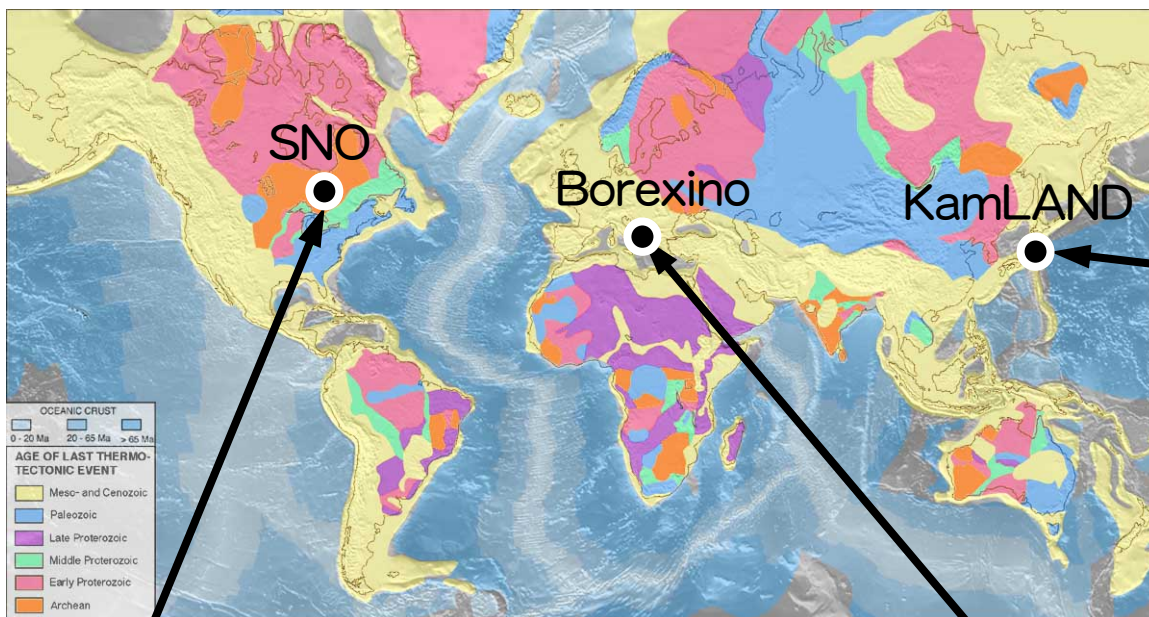 SNO
Borexino
KamLAND
OCEANIC CRUST
0 - 20 Ma 20 - 65 Ma > 65 Ma
AGE OF LAST THERMO-
TECTONIC EVENT
Meso- and Cenozoic
Paleozoic
Late Proterozoic
Middle Proterozoic
Early Proterozoic
Archean